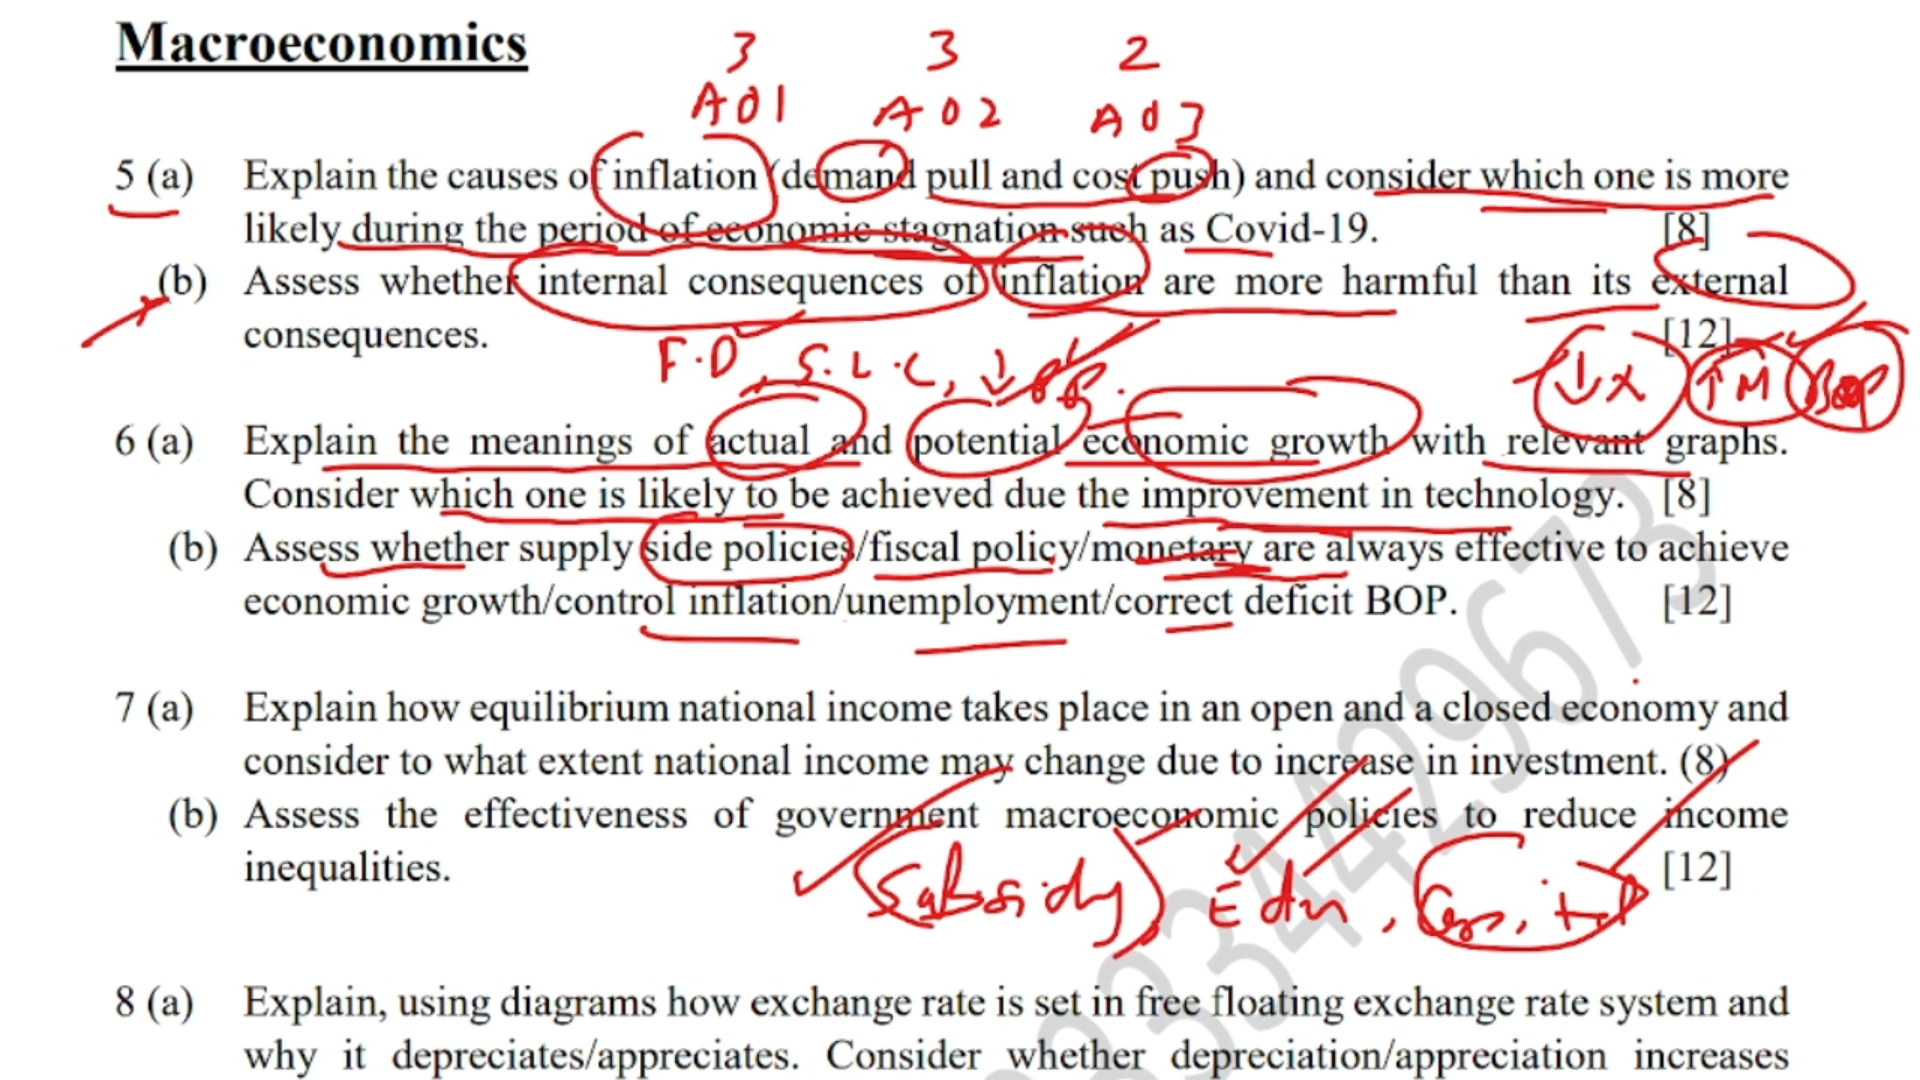 Macroeconomics
3 3 2
AO1 AO2 AO3
5 (a) Explain the causes of inflation (demand pull and cost push) and consider which one is more
likely during the period of economic stagnation such as Covid-19. [8]
(b) Assess whether internal consequences of inflation are more harmful than its external
consequences. [12]
F.D, S.L.C, ↓ PP. ↓X ↑M BOP
6 (a) Explain the meanings of actual and potential economic growth with relevant graphs.
Consider which one is likely to be achieved due the improvement in technology. [8]
(b) Assess whether supply side policies/fiscal policy/monetary are always effective to achieve
economic growth/control inflation/unemployment/correct deficit BOP. [12]
7 (a) Explain how equilibrium national income takes place in an open and a closed economy and
consider to what extent national income may change due to increase in investment. (8)
(b) Assess the effectiveness of government macroeconomic policies to reduce income
inequalities. [12]
Subsidy, Edu,
8 (a) Explain, using diagrams how exchange rate is set in free floating exchange rate system and
why it depreciates/appreciates. Consider whether depreciation/appreciation increases
334429673